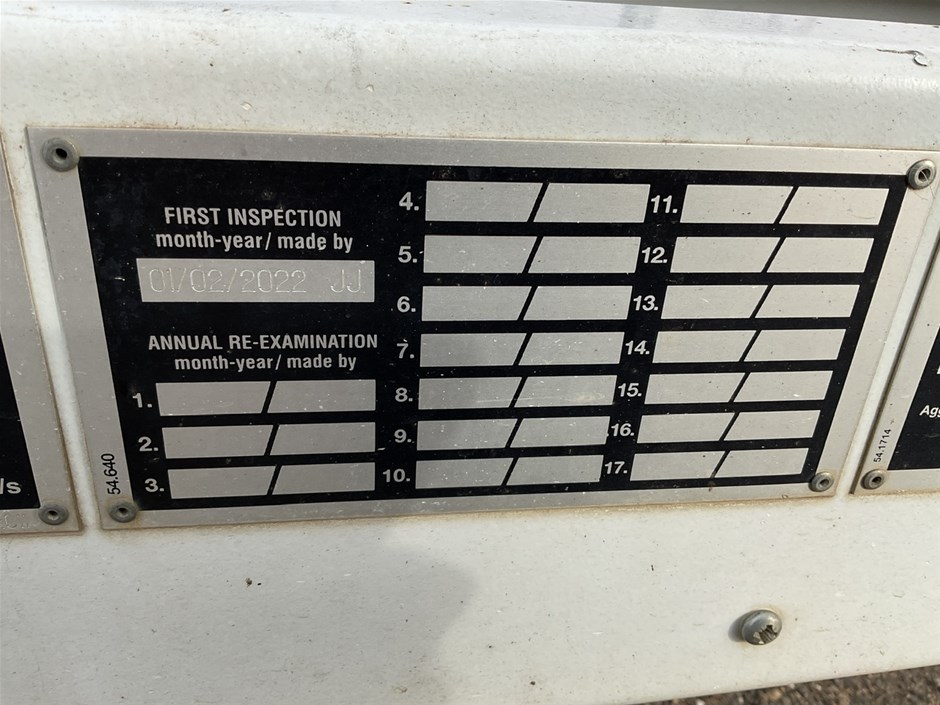 FIRST INSPECTION
month-year/ made by
01/02/2022 JJ
ANNUAL RE-EXAMINATION
month-year/ made by
1.
2.
3.
54.640
4.
5.
6.
7.
8.
9.
10.
11.
12.
13.
14.
15.
16.
17.
/s
54.1714
Agg